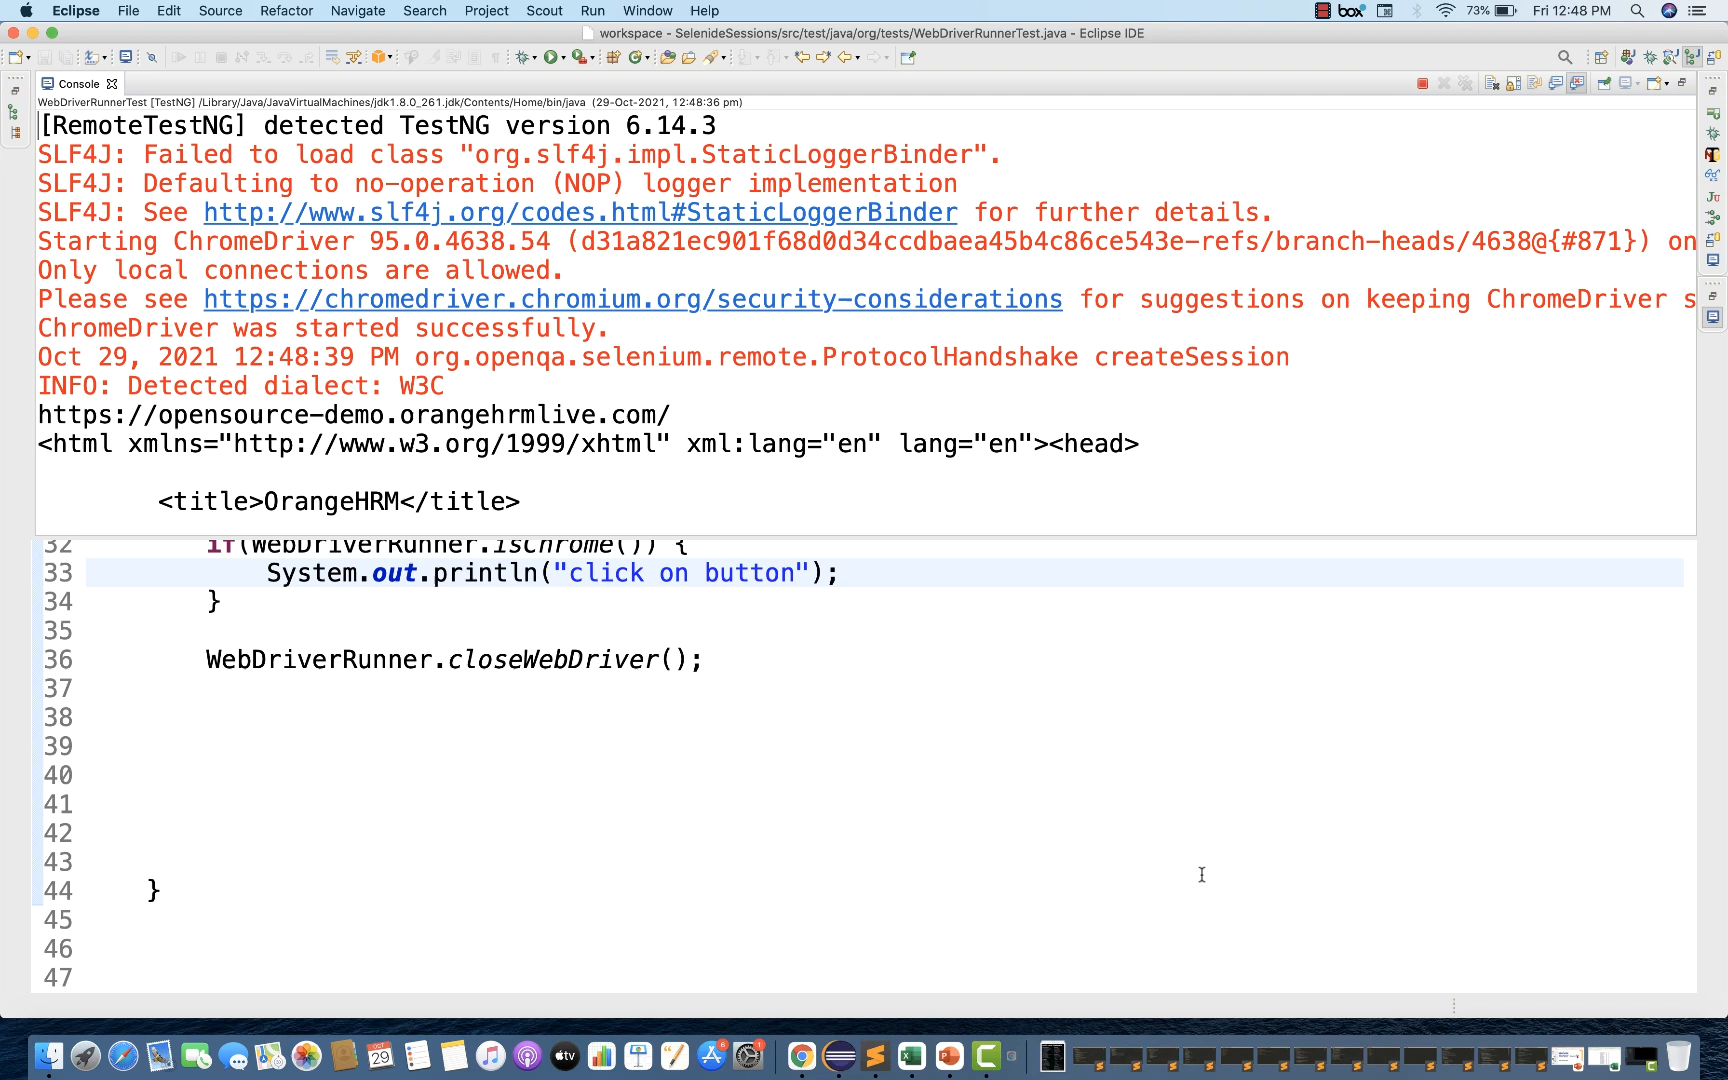 Eclipse File Edit Source Refactor Navigate Search Project Scout Run Window Help box 73% Fri 12:48 PM
workspace - SelenideSessions/src/test/java/org/tests/WebDriverRunnerTest.java - Eclipse IDE
Console
WebDriverRunnerTest [TestNG] /Library/Java/JavaVirtualMachines/jdk1.8.0_261.jdk/Contents/Home/bin/java (29-Oct-2021, 12:48:36 pm)
[RemoteTestNG] detected TestNG version 6.14.3
SLF4J: Failed to load class "org.slf4j.impl.StaticLoggerBinder".
SLF4J: Defaulting to no-operation (NOP) logger implementation
SLF4J: See http://www.slf4j.org/codes.html#StaticLoggerBinder for further details.
Starting ChromeDriver 95.0.4638.54 (d31a821ec901f68d0d34ccdbaea45b4c86ce543e-refs/branch-heads/4638@{#871}) on
Only local connections are allowed.
Please see https://chromedriver.chromium.org/security-considerations for suggestions on keeping ChromeDriver s
ChromeDriver was started successfully.
Oct 29, 2021 12:48:39 PM org.openqa.selenium.remote.ProtocolHandshake createSession
INFO: Detected dialect: W3C
https://opensource-demo.orangehrmlive.com/
<html xmlns="http://www.w3.org/1999/xhtml" xml:lang="en" lang="en"><head>
<title>OrangeHRM</title>
32 if(WebDriverRunner.isChrome()) {
33 System.out.println("click on button");
34 }
35
36 WebDriverRunner.closeWebDriver();
37
38
39
40
41
42
43
44 }
45
46
47